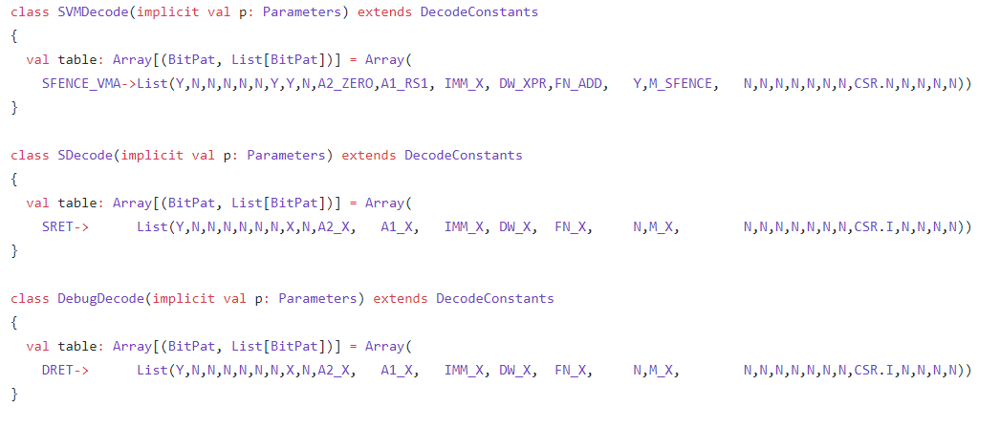 class SVMDecode(implicit val p: Parameters) extends DecodeConstants
{
  val table: Array[(BitPat, List[BitPat])] = Array(
    SFENCE_VMA->List(Y,N,N,N,N,N,Y,Y,N,A2_ZERO,A1_RS1, IMM_X, DW_XPR,FN_ADD,   Y,M_SFENCE,   N,N,N,N,N,N,N,CSR.N,N,N,N,N))
}

class SDecode(implicit val p: Parameters) extends DecodeConstants
{
  val table: Array[(BitPat, List[BitPat])] = Array(
    SRET->      List(Y,N,N,N,N,N,N,X,N,A2_X,   A1_X,   IMM_X, DW_X,  FN_X,     N,M_X,        N,N,N,N,N,N,N,CSR.I,N,N,N,N))
}

class DebugDecode(implicit val p: Parameters) extends DecodeConstants
{
  val table: Array[(BitPat, List[BitPat])] = Array(
    DRET->      List(Y,N,N,N,N,N,N,X,N,A2_X,   A1_X,   IMM_X, DW_X,  FN_X,     N,M_X,        N,N,N,N,N,N,N,CSR.I,N,N,N,N))
}